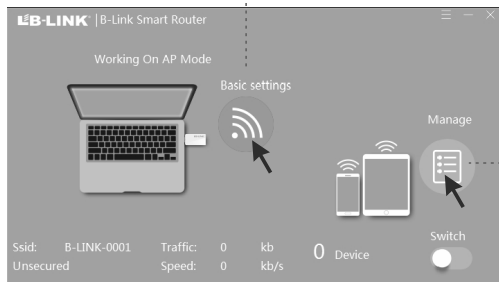 LB-LINK | B-Link Smart Router
Working On AP Mode
Basic settings
Manage
Ssid: B-LINK-0001 Traffic: 0 kb
Unsecured Speed: 0 kb/s
0 Device
Switch